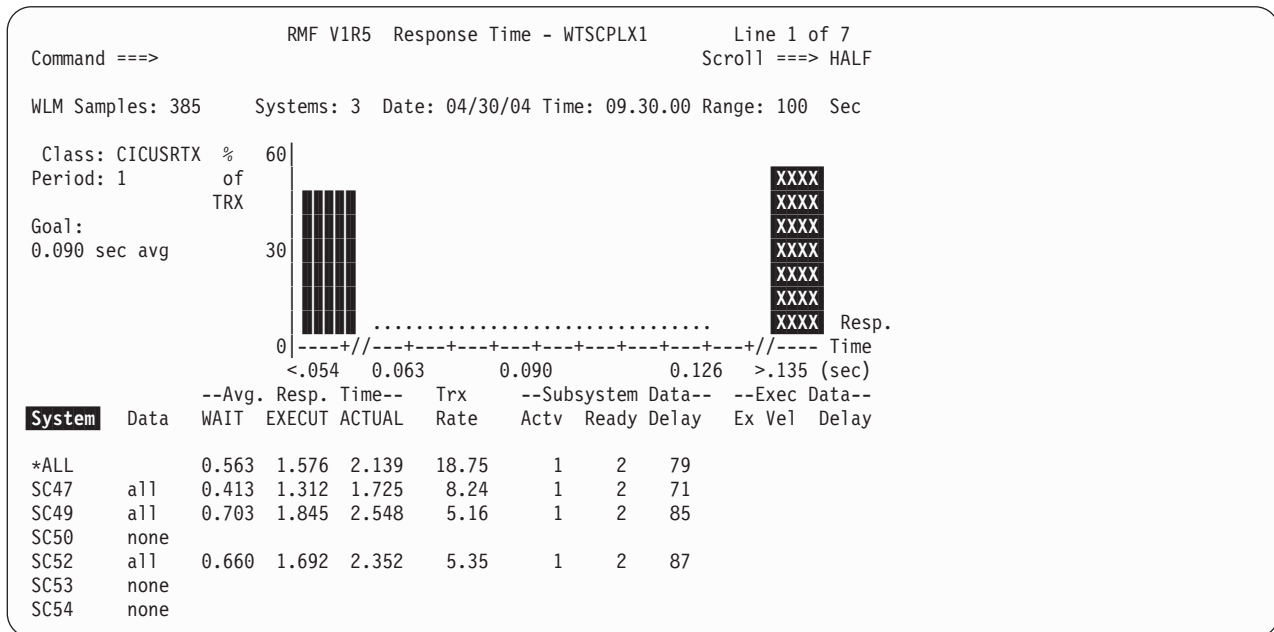 RMF V1R5 Response Time - WTSCPLX1 Line 1 of 7
Command ===> Scroll ===> HALF
WLM Samples: 385 Systems: 3 Date: 04/30/04 Time: 09.30.00 Range: 100 Sec
Class: CICUSRTX % 60|
Period: 1 of | XXXX
TRX | XXXX
Goal: | XXXX
0.090 sec avg 30| XXXX
| XXXX
| XXXX
| ................................ XXXX Resp.
0|----+//---+---+---+---+---+---+---+---+//---- Time
<.054 0.063 0.090 0.126 >.135 (sec)
--Avg. Resp. Time-- Trx --Subsystem Data-- --Exec Data--
System Data WAIT EXECUT ACTUAL Rate Actv Ready Delay Ex Vel Delay
*ALL 0.563 1.576 2.139 18.75 1 2 79
SC47 all 0.413 1.312 1.725 8.24 1 2 71
SC49 all 0.703 1.845 2.548 5.16 1 2 85
SC50 none
SC52 all 0.660 1.692 2.352 5.35 1 2 87
SC53 none
SC54 none